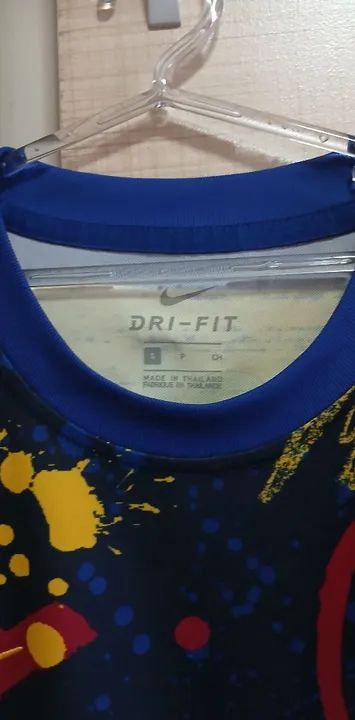 DRI-FIT
S P CH
MADE IN THAILAND
FABRIQUÉ EN THAÏLANDE